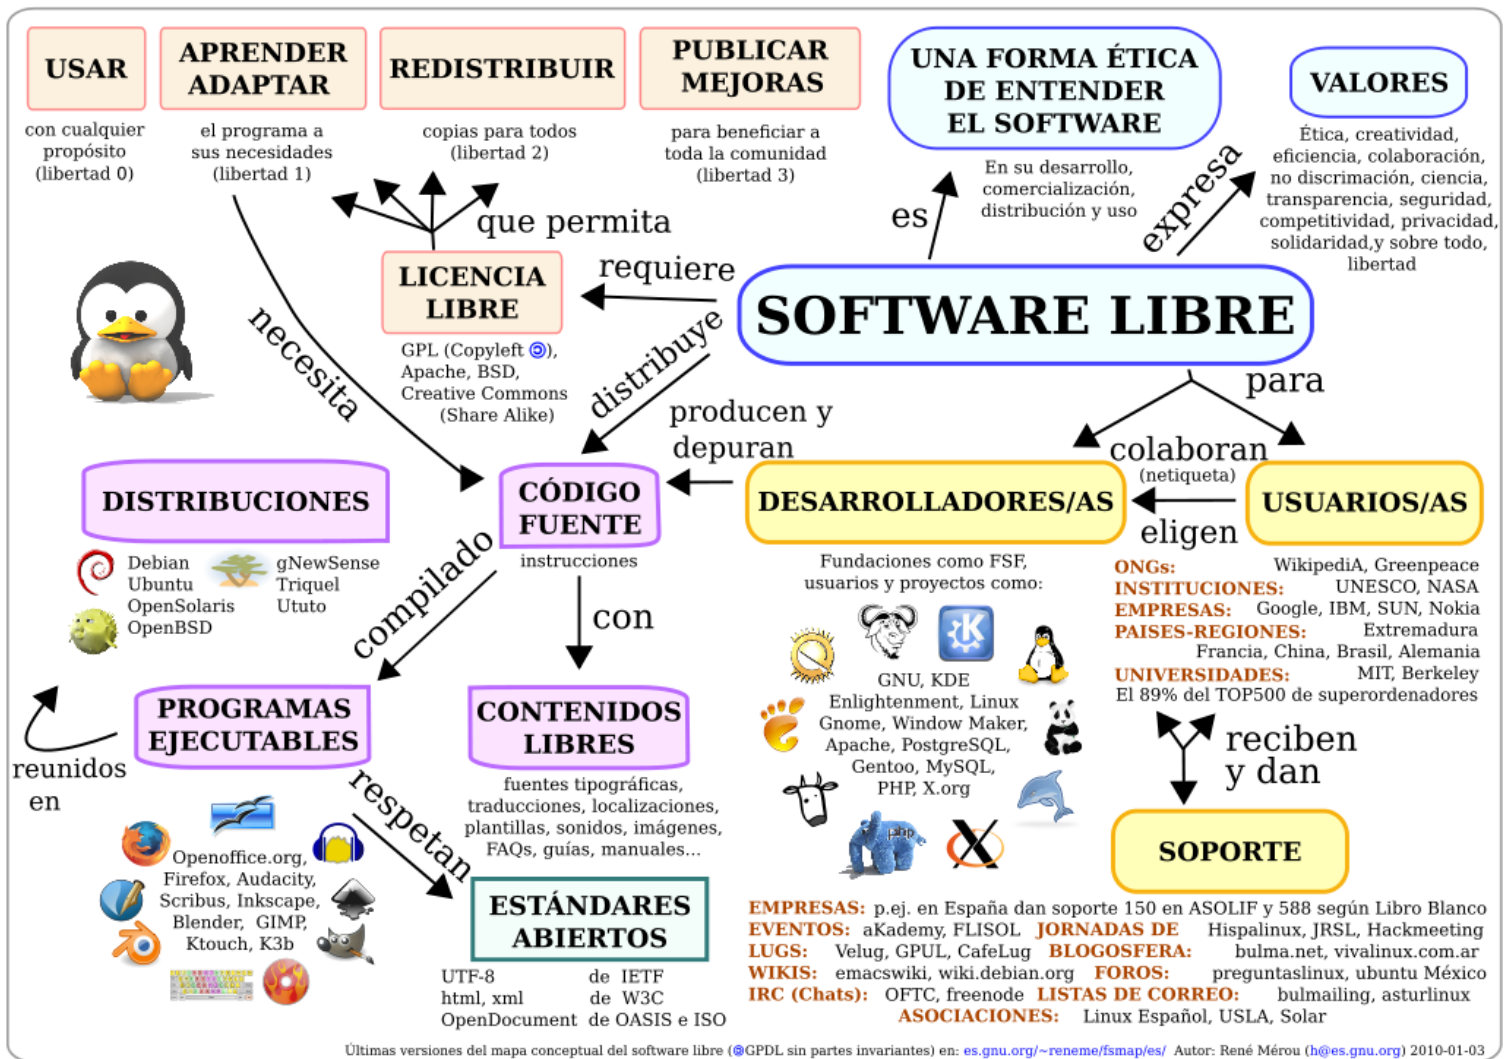 USAR
con cualquier
propósito
(libertad 0)
APRENDER
ADAPTAR
el programa a
sus necesidades
(libertad 1)
REDISTRIBUIR
copias para todos
(libertad 2)
PUBLICAR
MEJORAS
para beneficiar a
toda la comunidad
(libertad 3)
UNA FORMA ÉTICA
DE ENTENDER
EL SOFTWARE
En su desarrollo,
comercialización,
distribución y uso
VALORES
Ética, creatividad,
eficiencia, colaboración,
no discrimación, ciencia,
transparencia, seguridad,
competitividad, privacidad,
solidaridad,y sobre todo,
libertad
que permita
es
expresa
LICENCIA
LIBRE
GPL (Copyleft),
Apache, BSD,
Creative Commons
(Share Alike)
requiere
SOFTWARE LIBRE
necesita
distribuye
para
producen y
depuran
colaboran
(netiqueta)
eligen
DISTRIBUCIONES
Debian
Ubuntu
OpenSolaris
OpenBSD
gNewSense
Triquel
Ututo
CÓDIGO
FUENTE
instrucciones
DESARROLLADORES/AS
Fundaciones como FSF,
usuarios y proyectos como:
GNU, KDE
Enlightenment, Linux
Gnome, Window Maker,
Apache, PostgreSQL,
Gentoo, MySQL,
PHP, X.org
php
USUARIOS/AS
ONGs: WikipediA, Greenpeace
INSTITUCIONES: UNESCO, NASA
EMPRESAS: Google, IBM, SUN, Nokia
PAISES-REGIONES: Extremadura
Francia, China, Brasil, Alemania
UNIVERSIDADES: MIT, Berkeley
El 89% del TOP500 de superordenadores
compilado
con
reciben
y dan
PROGRAMAS
EJECUTABLES
reunidos
en
Openoffice.org,
Firefox, Audacity,
Scribus, Inkscape,
Blender, GIMP,
Ktouch, K3b
respetan
CONTENIDOS
LIBRES
fuentes tipográficas,
traducciones, localizaciones,
plantillas, sonidos, imágenes,
FAQs, guías, manuales...
ESTÁNDARES
ABIERTOS
UTF-8 de IETF
html, xml de W3C
OpenDocument de OASIS e ISO
SOPORTE
EMPRESAS: p.ej. en España dan soporte 150 en ASOLIF y 588 según Libro Blanco
EVENTOS: aKademy, FLISOL JORNADAS DE Hispalinux, JRSL, Hackmeeting
LUGS: Velug, GPUL, CafeLug BLOGOSFERA: bulma.net, vivalinux.com.ar
WIKIS: emacswiki, wiki.debian.org FOROS: preguntaslinux, ubuntu México
IRC (Chats): OFTC, freenode LISTAS DE CORREO: bulmailing, asturlinux
ASOCIACIONES: Linux Español, USLA, Solar
Últimas versiones del mapa conceptual del software libre (GPDL sin partes invariantes) en: es.gnu.org/~reneme/fsmap/es/ Autor: René Mérou (h@es.gnu.org) 2010-01-03